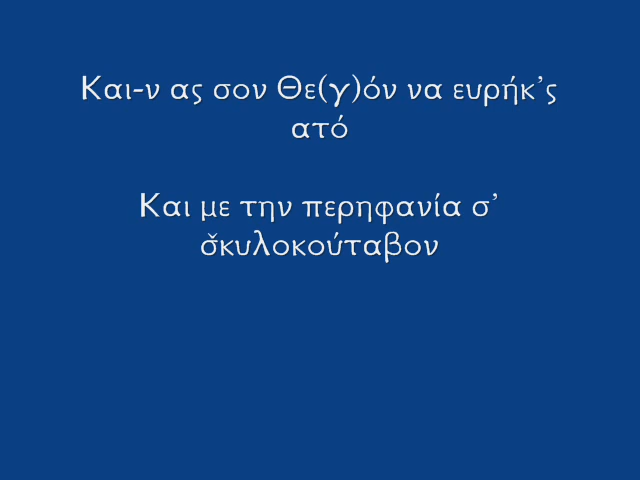 Και-ν ας σον Θε(γ)όν να ευρήκ’ς
ατό
Και με την περηφανία σ’
σ̌κυλοκούταβον